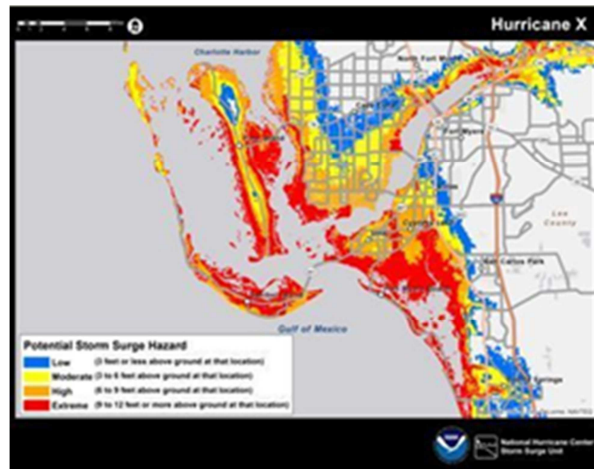 Hurricane X
Charlotte Harbor
North Fort Myers
Cape Coral
Fort Myers
Lee
County
San Carlos Park
Gulf of Mexico
Springs
Potential Storm Surge Hazard
Low (3 feet or less above ground at that location)
Moderate (3 to 6 feet above ground at that location)
High (6 to 9 feet above ground at that location)
Extreme (9 to 12 feet or more above ground at that location)
National Hurricane Center
Storm Surge Unit